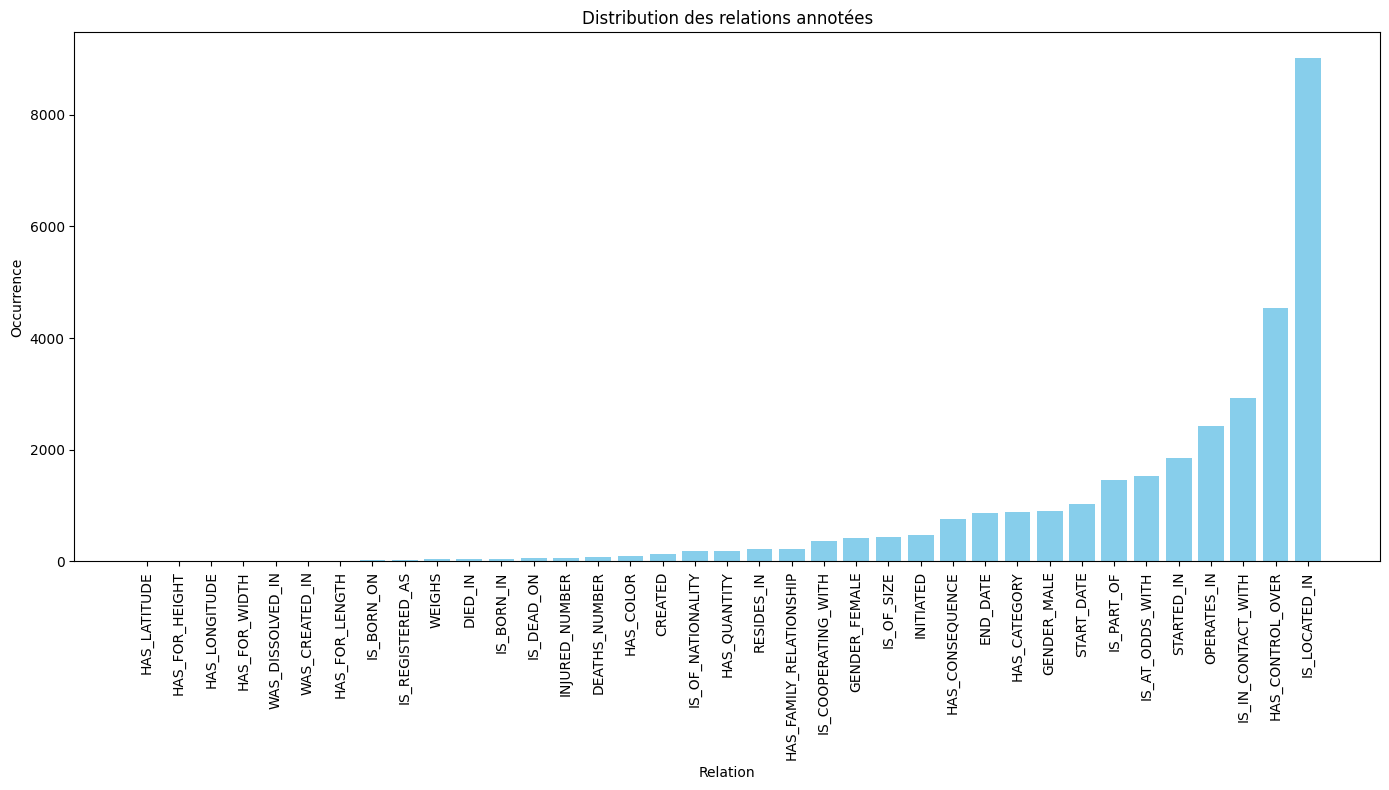 Distribution des relations annotées
Occurrence
8000
6000
4000
2000
0
HAS_LATITUDE
HAS_FOR_HEIGHT
HAS_LONGITUDE
HAS_FOR_WIDTH
WAS_DISSOLVED_IN
WAS_CREATED_IN
HAS_FOR_LENGTH
IS_BORN_ON
IS_REGISTERED_AS
WEIGHS
DIED_IN
IS_BORN_IN
IS_DEAD_ON
INJURED_NUMBER
DEATHS_NUMBER
HAS_COLOR
CREATED
IS_OF_NATIONALITY
HAS_QUANTITY
RESIDES_IN
HAS_FAMILY_RELATIONSHIP
IS_COOPERATING_WITH
GENDER_FEMALE
IS_OF_SIZE
INITIATED
HAS_CONSEQUENCE
END_DATE
HAS_CATEGORY
GENDER_MALE
START_DATE
IS_PART_OF
IS_AT_ODDS_WITH
STARTED_IN
OPERATES_IN
IS_IN_CONTACT_WITH
HAS_CONTROL_OVER
IS_LOCATED_IN
Relation